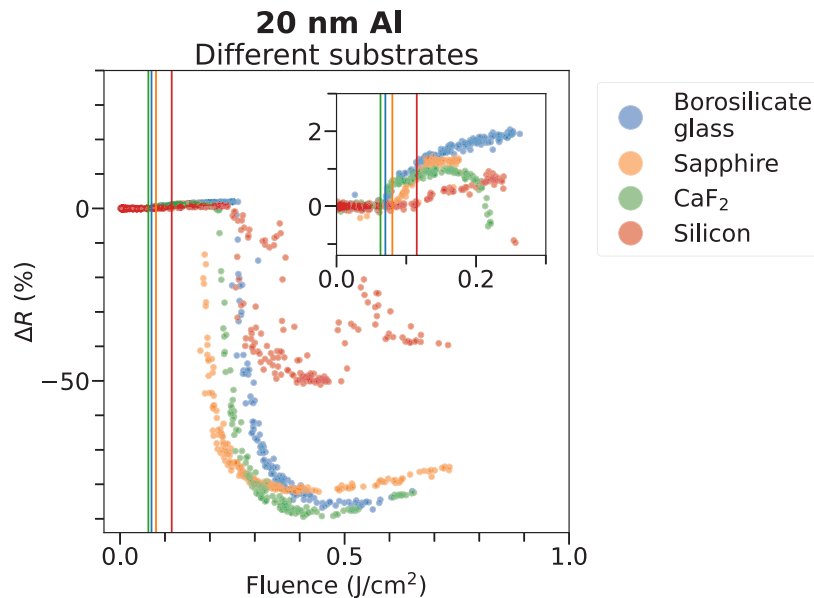 20 nm Al
Different substrates
ΔR (%)
0
−50
0.0
0.5
1.0
Fluence (J/cm²)
2
1
0
0.0
0.2
Borosilicate
glass
Sapphire
CaF₂
Silicon